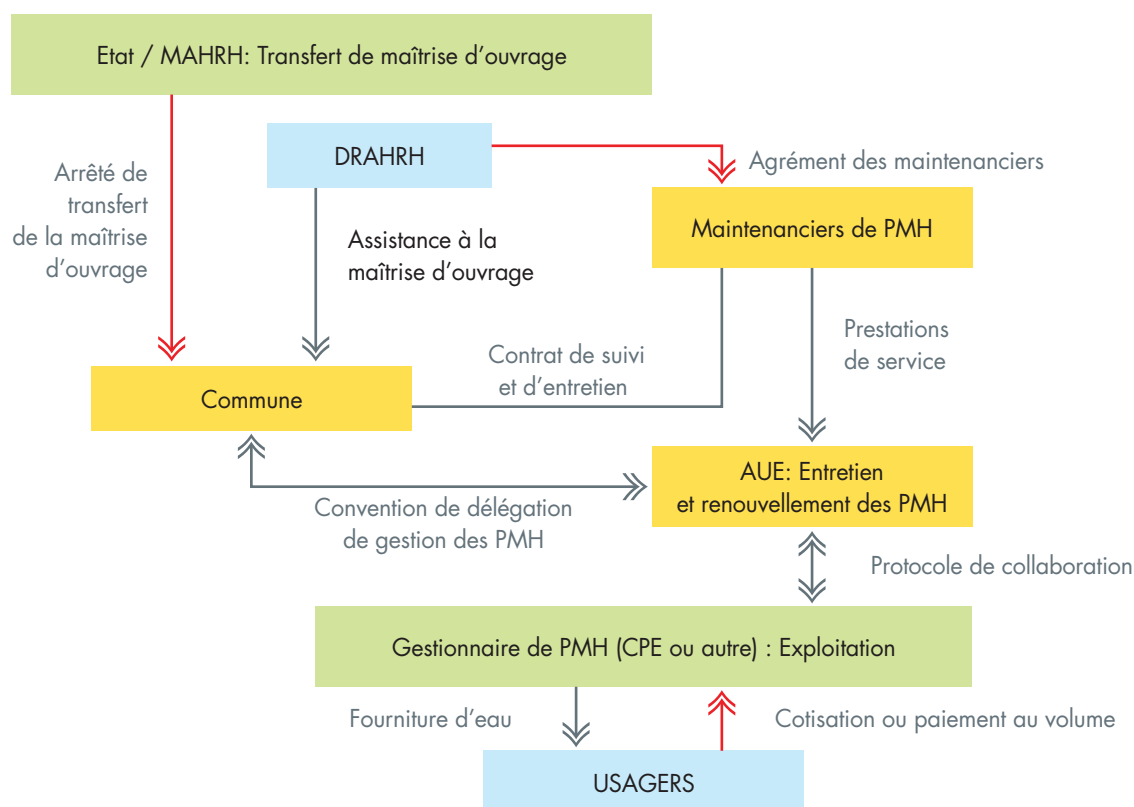 Etat / MAHRH: Transfert de maîtrise d’ouvrage
DRAHRH
Arrêté de
transfert
de la maîtrise
d’ouvrage
Agrément des maintenanciers
Assistance à la
maîtrise d’ouvrage
Maintenanciers de PMH
Prestations
de service
Contrat de suivi
et d’entretien
Commune
AUE: Entretien
et renouvellement des PMH
Convention de délégation
de gestion des PMH
Protocole de collaboration
Gestionnaire de PMH (CPE ou autre) : Exploitation
Fourniture d’eau
Cotisation ou paiement au volume
USAGERS